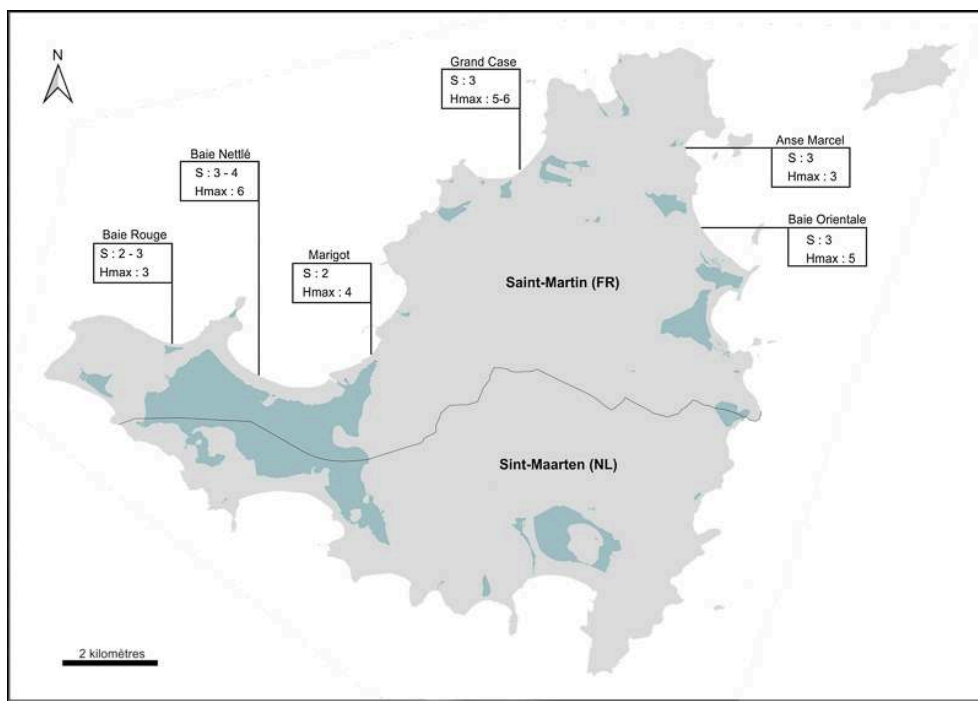 N
Grand Case
S : 3
Hmax : 5-6
Anse Marcel
S : 3
Hmax : 3
Baie Nettlé
S : 3 - 4
Hmax : 6
Baie Orientale
S : 3
Hmax : 5
Baie Rouge
S : 2 - 3
Hmax : 3
Marigot
S : 2
Hmax : 4
Saint-Martin (FR)
Sint-Maarten (NL)
2 kilomètres